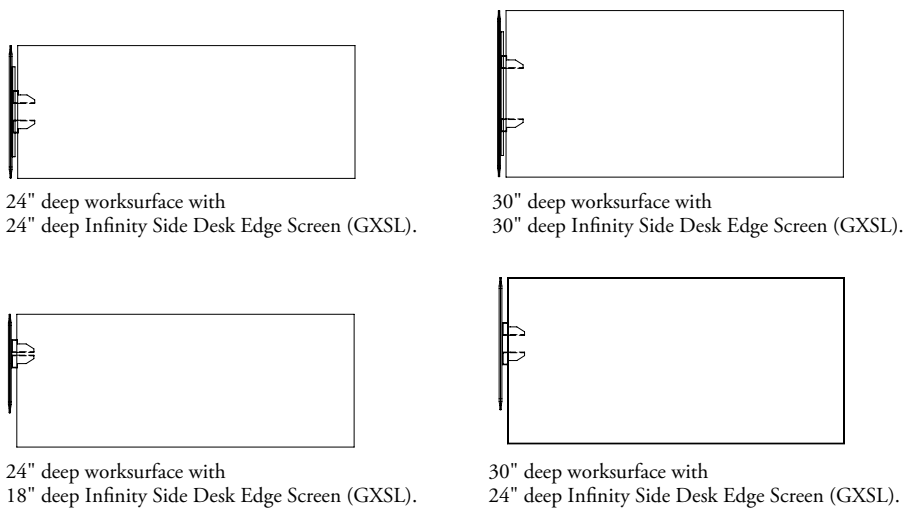 24" deep worksurface with
24" deep Infinity Side Desk Edge Screen (GXSL).
30" deep worksurface with
30" deep Infinity Side Desk Edge Screen (GXSL).
24" deep worksurface with
18" deep Infinity Side Desk Edge Screen (GXSL).
30" deep worksurface with
24" deep Infinity Side Desk Edge Screen (GXSL).